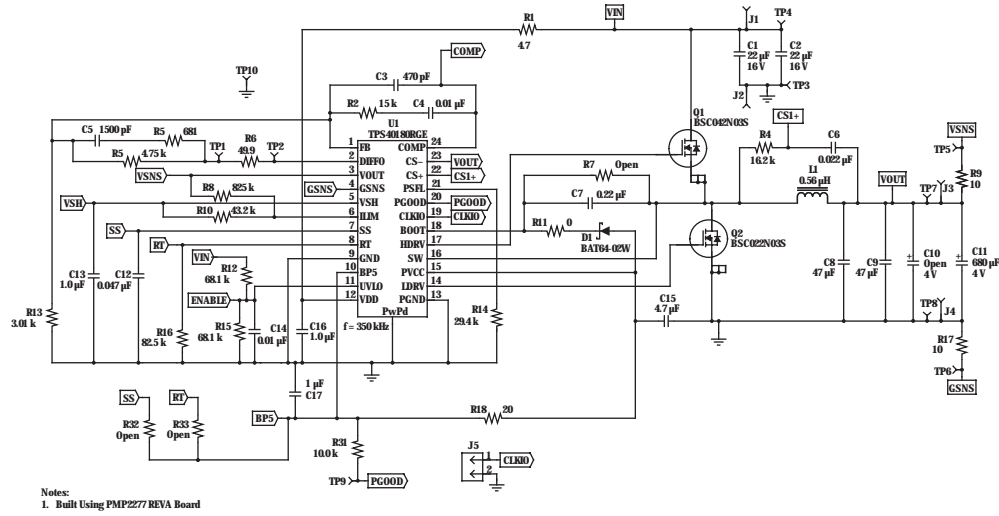 VIN
J1
TP4
R1
4.7
COMP
C1
22 µF
16 V
C2
22 µF
16 V
TP3
J2
TP10
C3
470 pF
R2
15 k
C4
0.01 µF
U1
TPS40180RGE
Q1
BSC042N03S
CS1+
R4
16.2 k
C6
0.022 µF
VSNS
TP5
C5
1500 pF
R5
681
R5
4.75 k
TP1
R6
49.9
TP2
1
FB
COMP
24
2
DIFFO
CS–
23
VOUT
3
VOUT
CS+
22
CS1+
4
GSNS
PSEL
21
5
VSH
PGOOD
20
PGOOD
6
ILIM
CLKIO
19
CLKIO
7
SS
BOOT
18
8
RT
HDRV
17
9
GND
SW
16
10
BP5
PVCC
15
11
UVLO
LDRV
14
12
VDD
PGND
13
PwPd
f = 350 kHz
VSNS
GSNS
R8
825 k
VSH
R10
43.2 k
SS
RT
VIN
R12
68.1 k
ENABLE
R7
Open
C7
0.22 µF
R11
0
D1
BAT64-02W
L1
0.56 µH
VOUT
TP7
J3
R9
10
Q2
BSC022N03S
C8
47 µF
C9
47 µF
C10
Open
4 V
C11
680 µF
4 V
C13
1.0 µF
C12
0.047 µF
R13
3.01 k
R16
82.5 k
R15
68.1 k
C14
0.01 µF
C16
1.0 µF
R14
29.4 k
C15
4.7 µF
TP8
J4
R17
10
TP6
GSNS
1 µF
C17
SS
RT
BP5
R32
Open
R33
Open
R18
20
R31
10.0 k
TP9
PGOOD
J5
1
2
CLKIO
Notes:
1. Built Using PMP2277 REVA Board